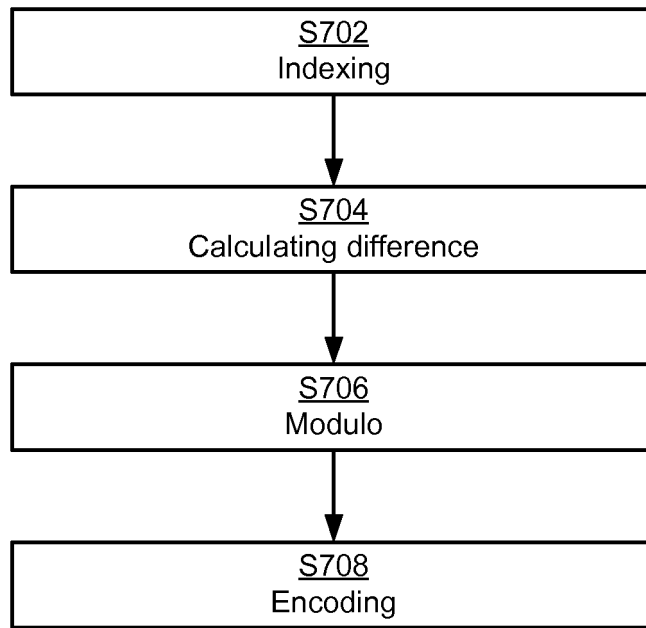 S702
Indexing
S704
Calculating difference
S706
Modulo
S708
Encoding